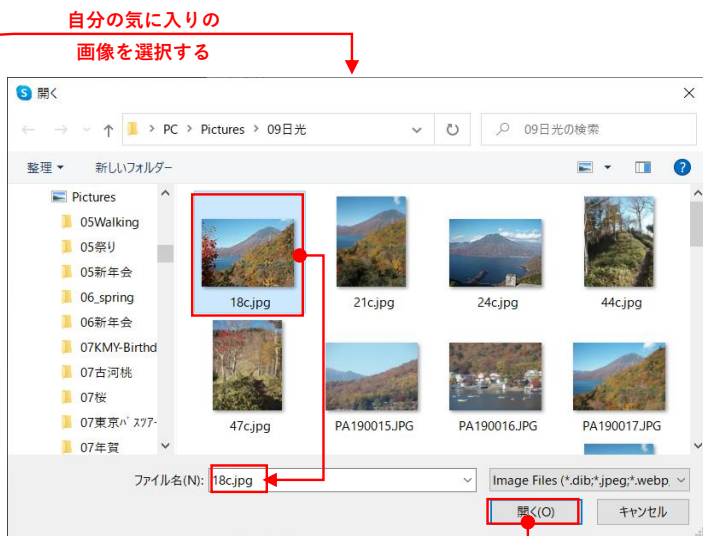 自分の気に入りの
画像を選択する
S 開く
PC > Pictures > 09日光
09日光の検索
整理 新しいフォルダー
?
Pictures
05Walking
05祭り
05新年会
06_spring
06新年会
07KMY-Birthd
07古河桃
07桜
07東京バスツアー
07年賀
18c.jpg 21c.jpg 24c.jpg 44c.jpg
47c.jpg PA190015.JPG PA190016.JPG PA190017.JPG
ファイル名(N): 18c.jpg
Image Files (*.dib;*.jpeg;*.webp,
開く(O) キャンセル